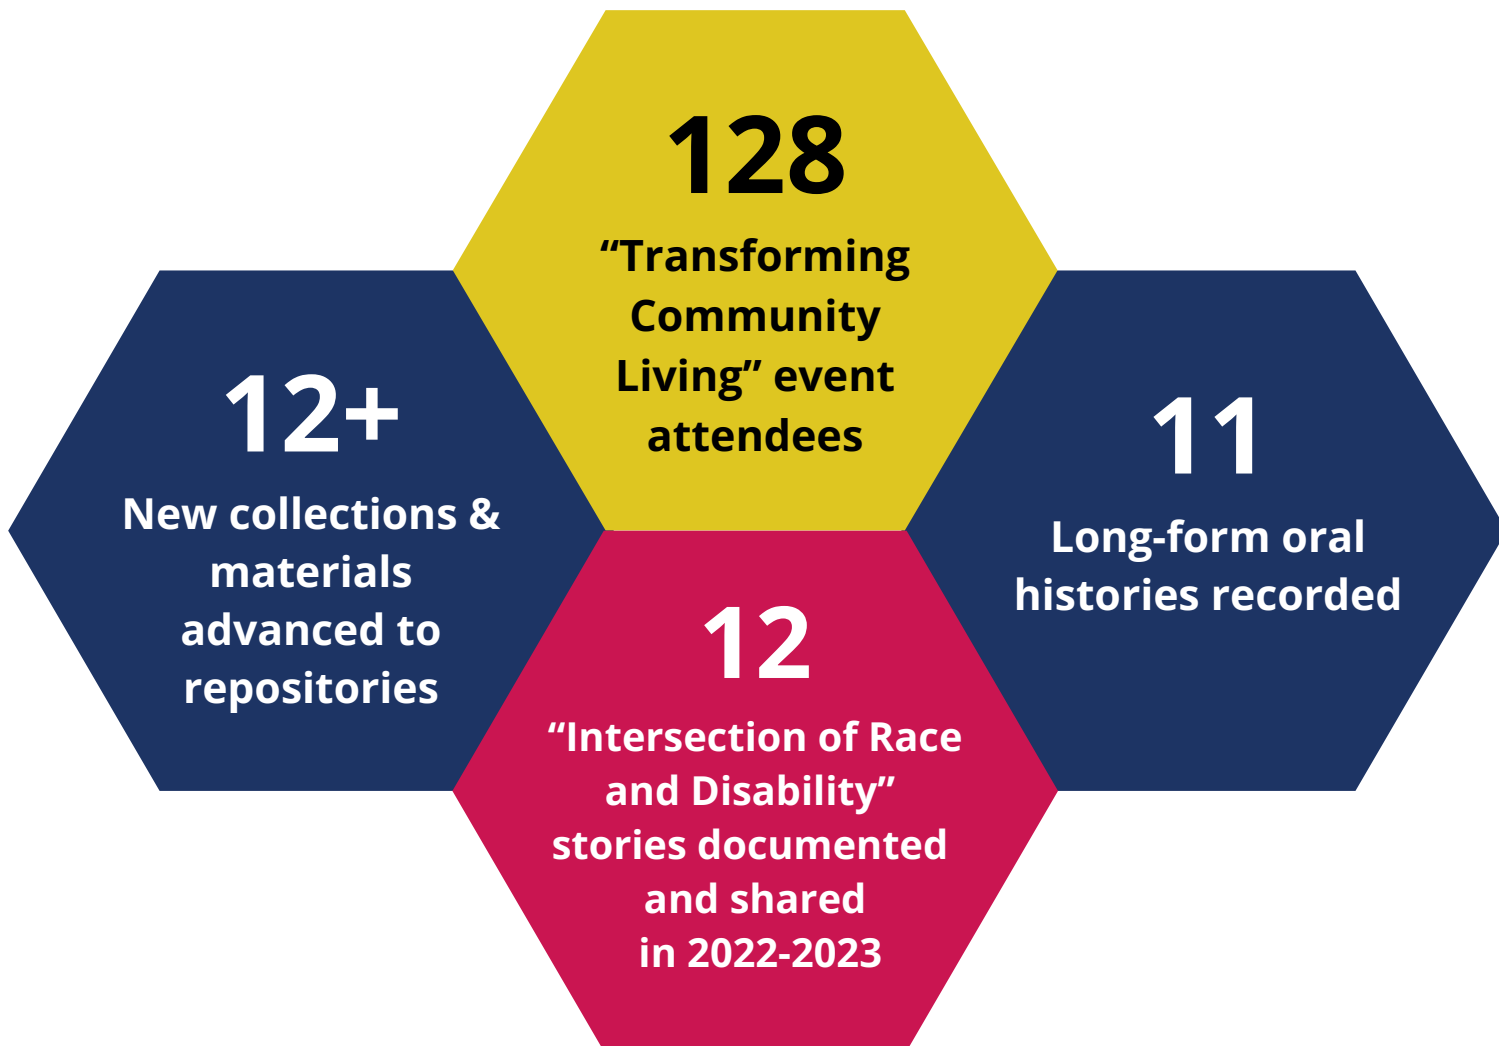 128
“Transforming
Community
Living” event
attendees
12+
New collections &
materials
advanced to
repositories
11
Long-form oral
histories recorded
12
“Intersection of Race
and Disability”
stories documented
and shared
in 2022-2023